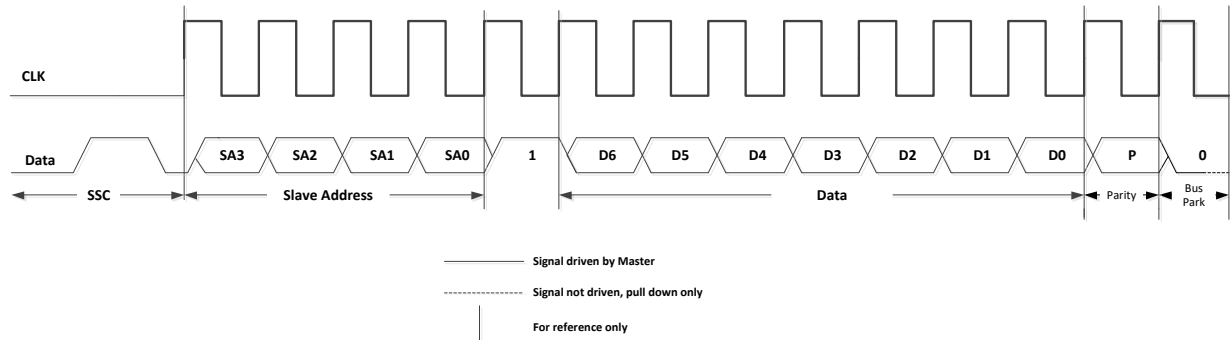 CLK
Data SA3 SA2 SA1 SA0 1 D6 D5 D4 D3 D2 D1 D0 P 0
SSC Slave Address Data Parity Bus
Park
Signal driven by Master
Signal not driven, pull down only
For reference only